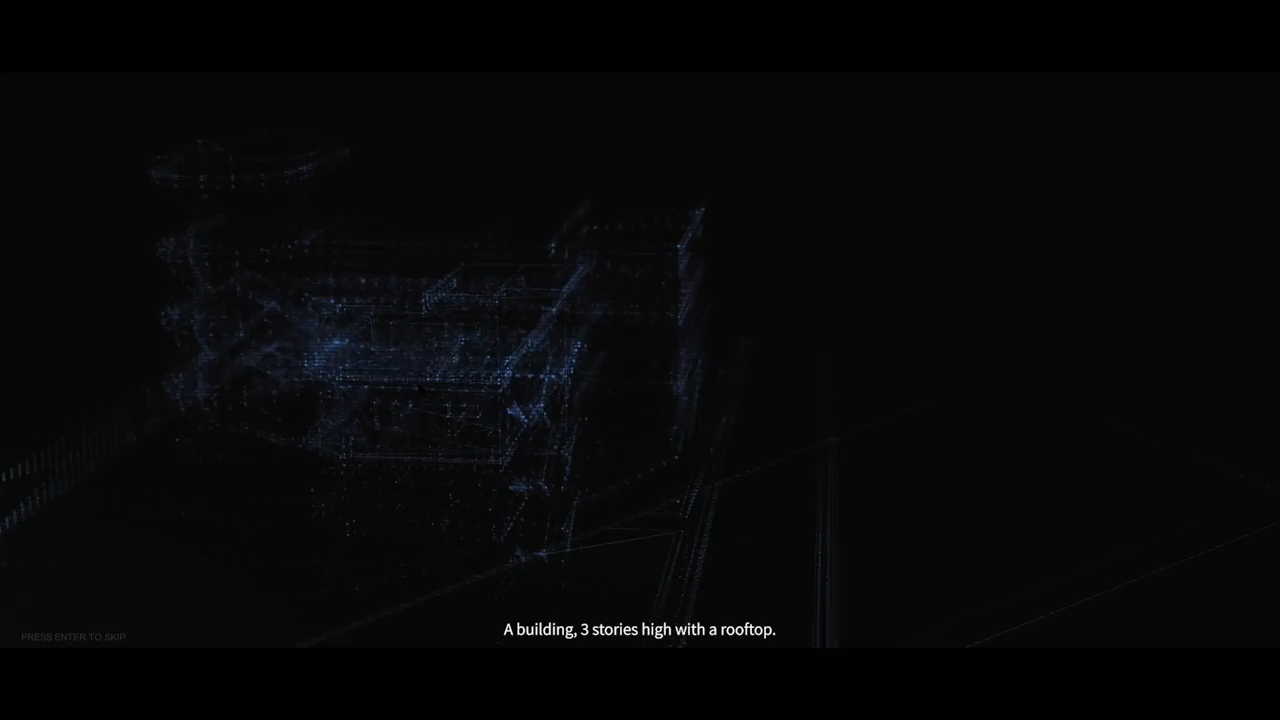 A building, 3 stories high with a rooftop.
PRESS ENTER TO SKIP